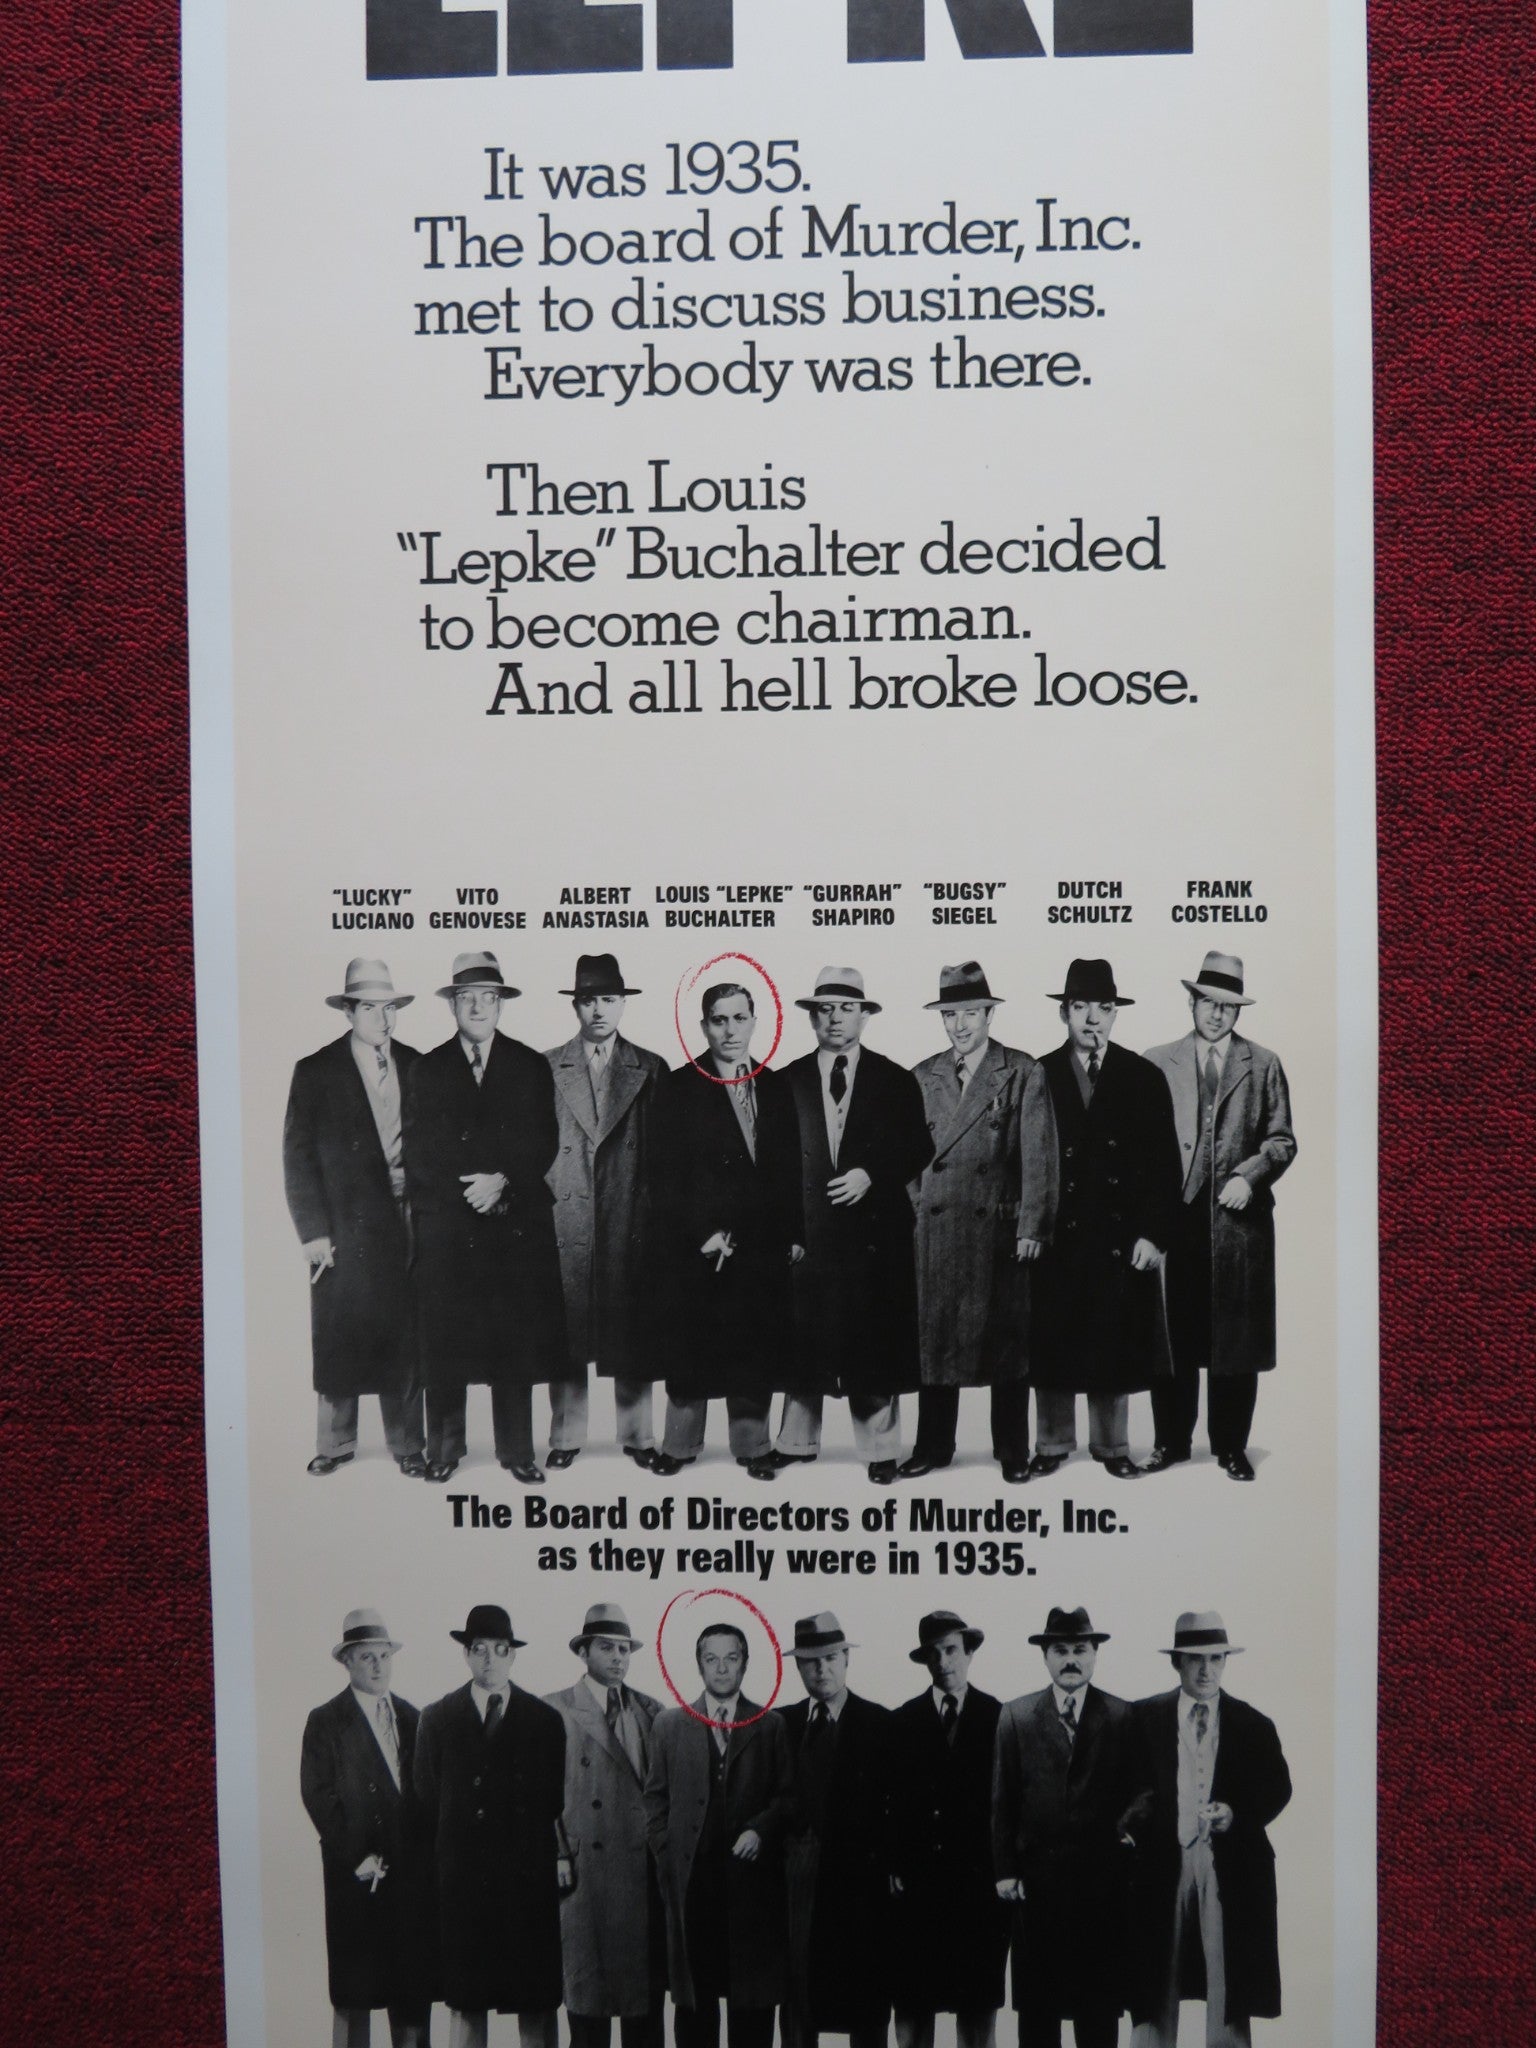 LEPKE
It was 1935.
The board of Murder, Inc.
met to discuss business.
Everybody was there.
Then Louis
"Lepke" Buchalter decided
to become chairman.
And all hell broke loose.
"LUCKY" LUCIANO
VITO GENOVESE
ALBERT ANASTASIA
LOUIS "LEPKE" BUCHALTER
"GURRAH" SHAPIRO
"BUGSY" SIEGEL
DUTCH SCHULTZ
FRANK COSTELLO
The Board of Directors of Murder, Inc.
as they really were in 1935.